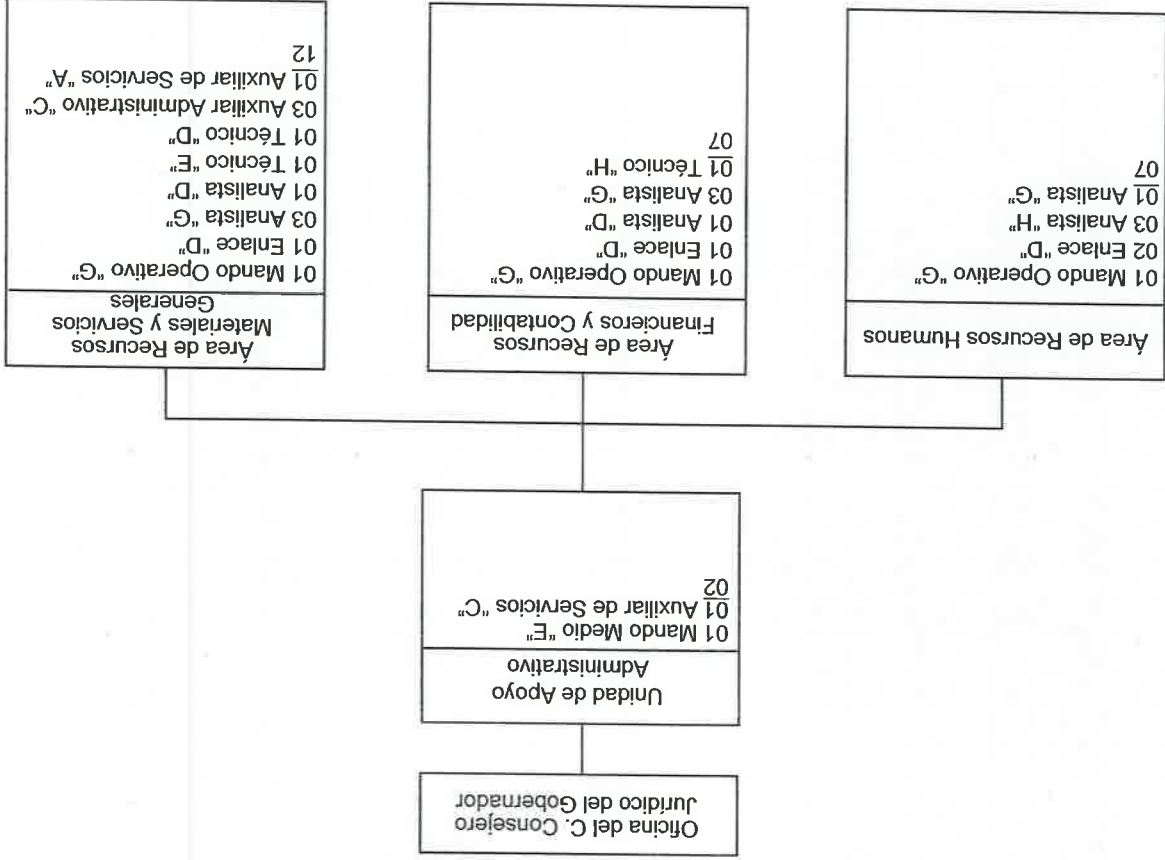 Oficina del C. Consejero
Jurídico del Gobernador
Unidad de Apoyo
Administrativo
01 Mando Medio "E"
01 Auxiliar de Servicios "C"
02
Área de Recursos
Materiales y Servicios
Generales
01 Mando Operativo "G"
01 Enlace "D"
03 Analista "G"
01 Analista "D"
01 Técnico "E"
01 Técnico "D"
03 Auxiliar Administrativo "C"
01 Auxiliar de Servicios "A"
12
Área de Recursos
Financieros y Contabilidad
01 Mando Operativo "G"
01 Enlace "D"
01 Analista "D"
03 Analista "G"
01 Técnico "H"
07
Área de Recursos Humanos
01 Mando Operativo "G"
02 Enlace "D"
03 Analista "H"
01 Analista "G"
07